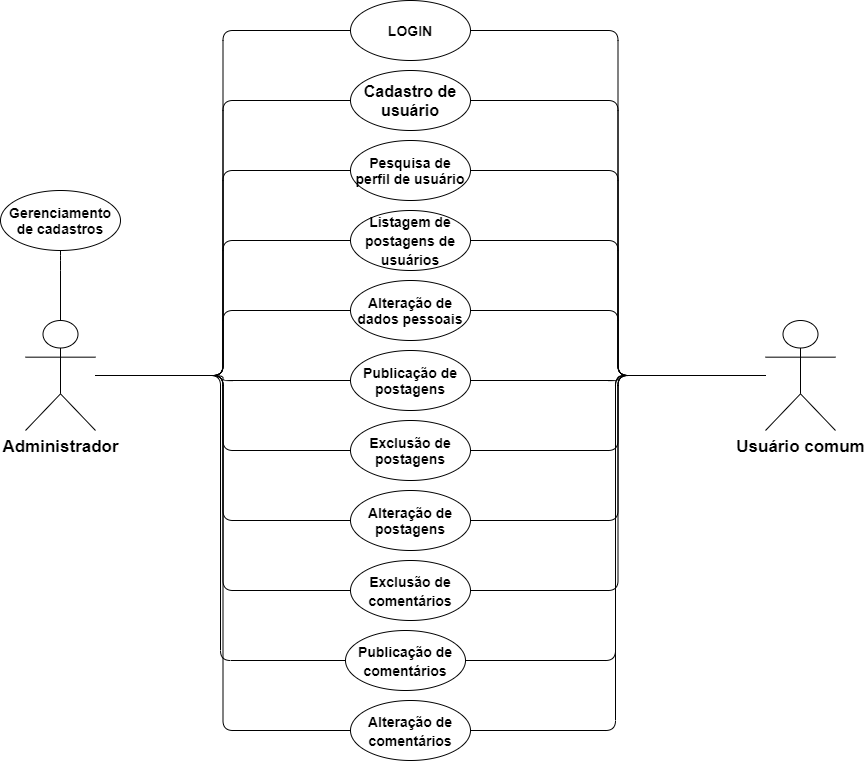 LOGIN
Cadastro de
usuário
Pesquisa de
perfil de usuário
Gerenciamento
de cadastros
Listagem de
postagens de
usuários
Alteração de
dados pessoais
Publicação de
postagens
Administrador
Usuário comum
Exclusão de
postagens
Alteração de
postagens
Exclusão de
comentários
Publicação de
comentários
Alteração de
comentários